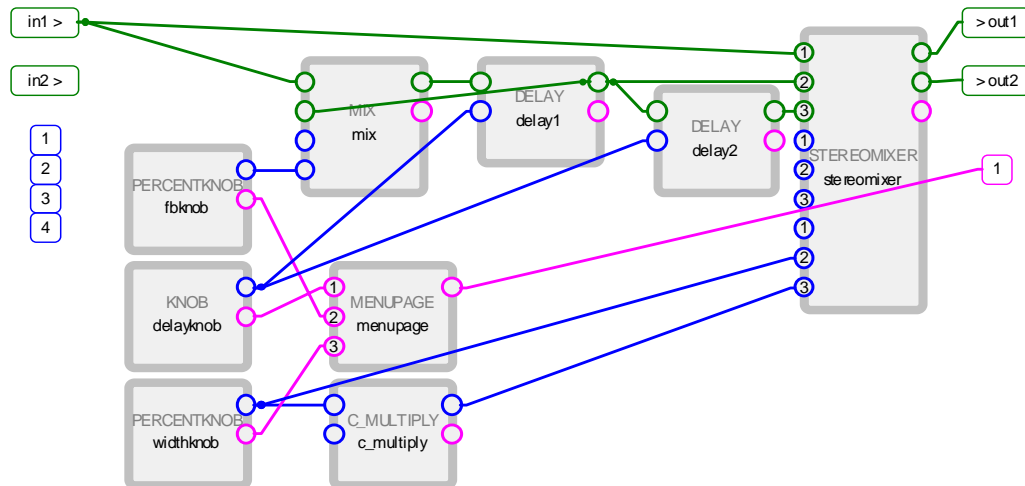 in1 >
> out1
in2 >
> out2
MIX
mix
DELAY
delay1
DELAY
delay2
1
2
3
1
2
3
1
2
3
STEREOMIXER
stereomixer
1
2
3
4
1
PERCENTKNOB
fbknob
KNOB
delayknob
1
2
3
MENUPAGE
menupage
PERCENTKNOB
widthknob
C_MULTIPLY
c_multiply